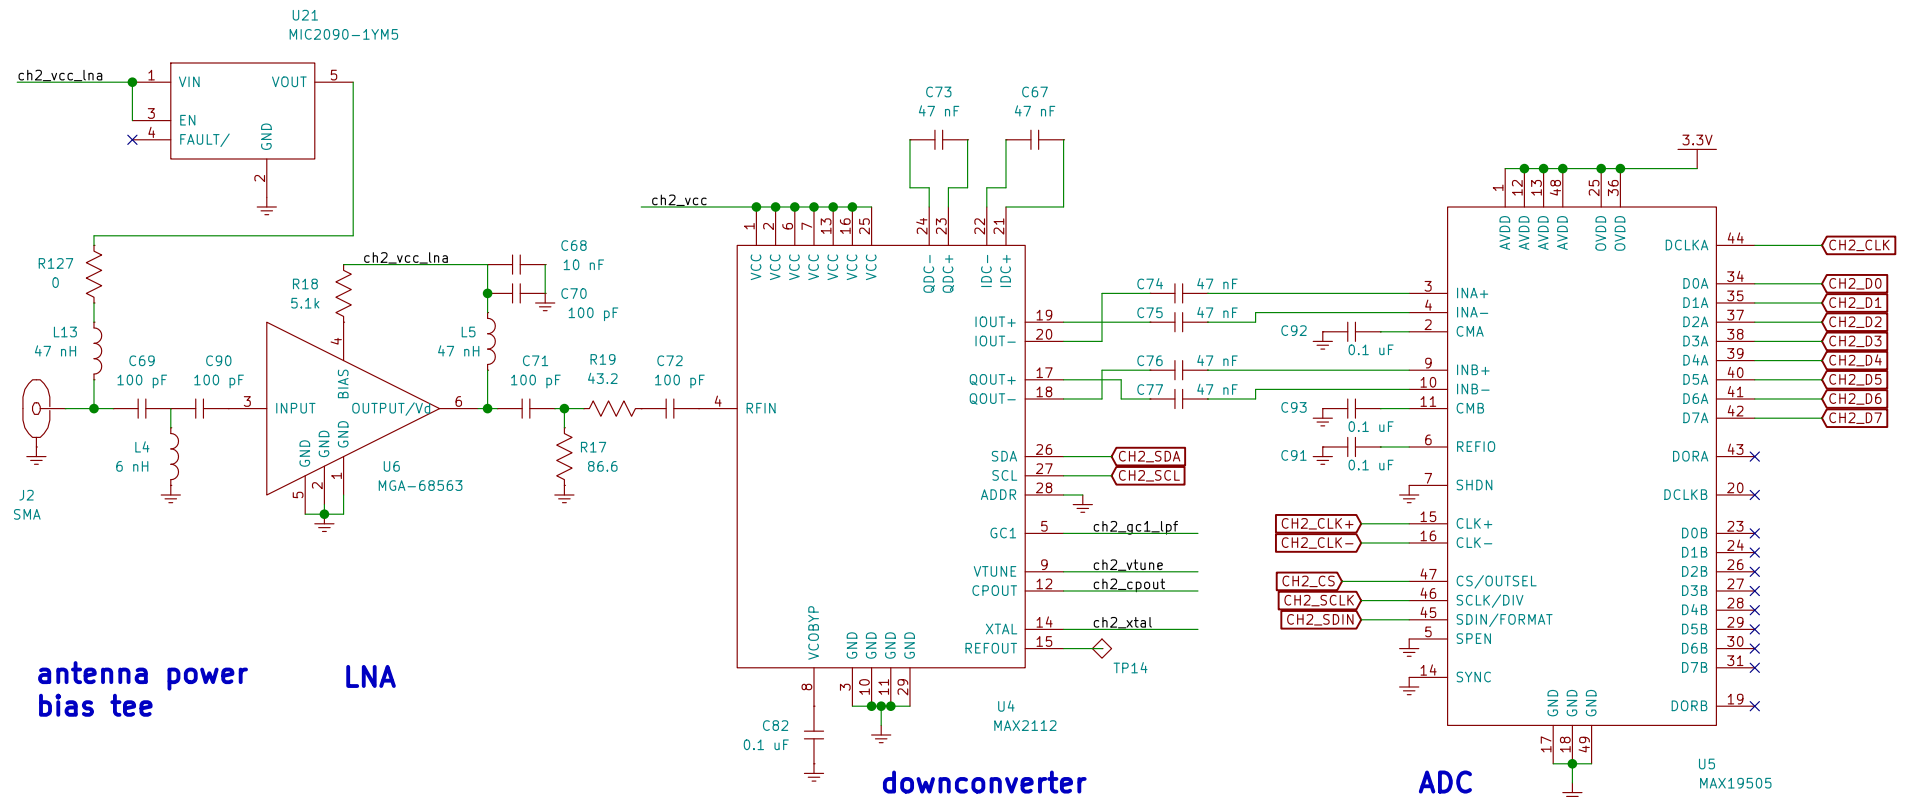 U21
MIC2090-1YM5
ch2_vcc_lna
1
VIN
VOUT
5
3
EN
4
FAULT/
GND
2
R127
0
L13
47 nH
C69
100 pF
C90
100 pF
L4
6 nH
J2
SMA
ch2_vcc_lna
R18
5.1k
4
BIAS
3
INPUT
OUTPUT/Vd
6
GND
GND
GND
5
2
1
U6
MGA-68563
C68
10 nF
C70
100 pF
L5
47 nH
C71
100 pF
R19
43.2
C72
100 pF
R17
86.6
antenna power
bias tee
LNA
ch2_vcc
1
2
6
7
13
16
25
VCC
VCC
VCC
VCC
VCC
VCC
VCC
C73
47 nF
C67
47 nF
24
23
22
21
QDC-
QDC+
IDC-
IDC+
4
RFIN
IOUT+
19
IOUT-
20
QOUT+
17
QOUT-
18
SDA
26
CH2_SDA
SCL
27
CH2_SCL
ADDR
28
GC1
5
ch2_gc1_lpf
VTUNE
9
ch2_vtune
CPOUT
12
ch2_cpout
XTAL
14
ch2_xtal
REFOUT
15
TP14
VCOBYP
GND
GND
GND
GND
8
3
10
11
29
C82
0.1 uF
U4
MAX2112
downconverter
C74
47 nF
C75
47 nF
C76
47 nF
C77
47 nF
C92
0.1 uF
C93
0.1 uF
C91
0.1 uF
3.3V
1
12
13
48
25
36
AVDD
AVDD
AVDD
AVDD
OVDD
OVDD
3
INA+
4
INA-
2
CMA
9
INB+
10
INB-
11
CMB
6
REFIO
7
SHDN
CH2_CLK+
15
CLK+
CH2_CLK-
16
CLK-
CH2_CS
47
CS/OUTSEL
CH2_SCLK
46
SCLK/DIV
CH2_SDIN
45
SDIN/FORMAT
5
SPEN
14
SYNC
GND
GND
GND
17
18
49
DCLKA
44
CH2_CLK
D0A
34
CH2_D0
D1A
35
CH2_D1
D2A
37
CH2_D2
D3A
38
CH2_D3
D4A
39
CH2_D4
D5A
40
CH2_D5
D6A
41
CH2_D6
D7A
42
CH2_D7
DORA
43
DCLKB
20
D0B
23
D1B
24
D2B
26
D3B
27
D4B
28
D5B
29
D6B
30
D7B
31
DORB
19
U5
MAX19505
ADC